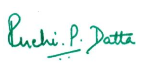 Ruchi. P. Datta